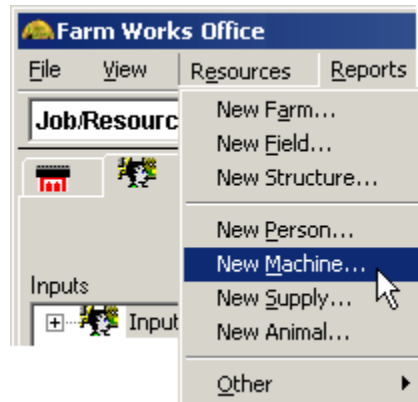 Farm Works Office
File View Resources Reports
Job/Resourc
New Farm...
New Field...
New Structure...
New Person...
New Machine...
New Supply...
New Animal...
Other
Inputs
Input